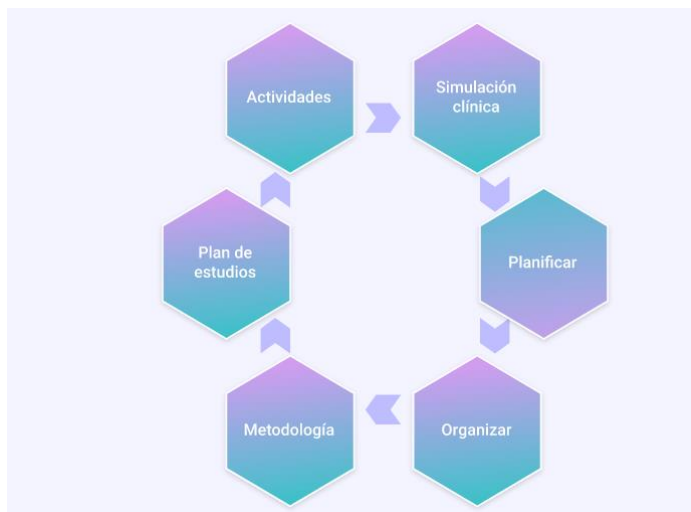 Actividades
Simulación
clínica
Plan de
estudios
Planificar
Metodología
Organizar